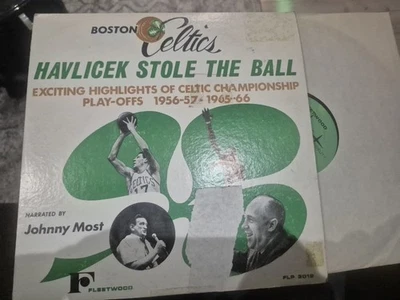 BOSTON Celtics
HAVLICEK STOLE THE BALL
EXCITING HIGHLIGHTS OF CELTIC CHAMPIONSHIP
PLAY-OFFS 1956-57 - 1965-66
17
NARRATED BY
Johnny Most
F
FLEETWOOD
FLP 3010